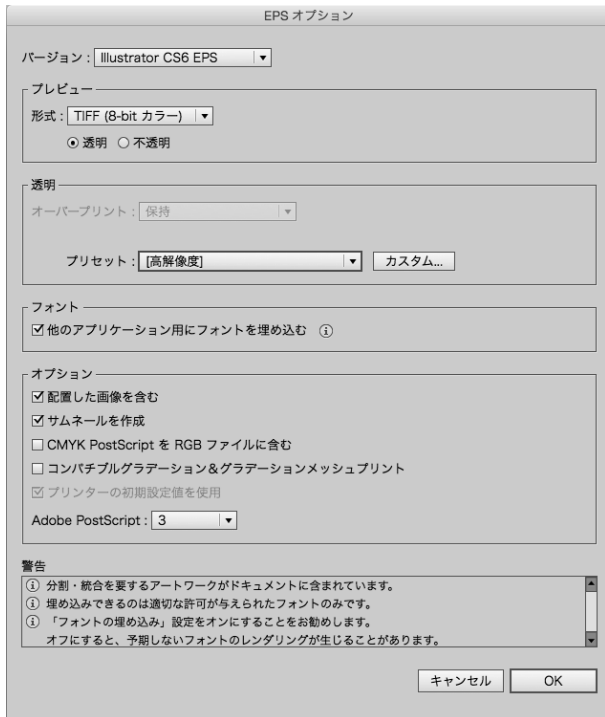 EPS オプション
バージョン : Illustrator CS6 EPS
プレビュー
形式 : TIFF (8-bit カラー)
透明 不透明
透明
オーバープリント : 保持
プリセット : [高解像度] カスタム...
フォント
他のアプリケーション用にフォントを埋め込む
オプション
配置した画像を含む
サムネールを作成
CMYK PostScript を RGB ファイルに含む
コンパチブルグラデーション＆グラデーションメッシュプリント
プリンターの初期設定値を使用
Adobe PostScript : 3
警告
分割・統合を要するアートワークがドキュメントに含まれています。
埋め込みできるのは適切な許可が与えられたフォントのみです。
「フォントの埋め込み」設定をオンにすることをお勧めします。
オフにすると、予期しないフォントのレンダリングが生じることがあります。
キャンセル OK